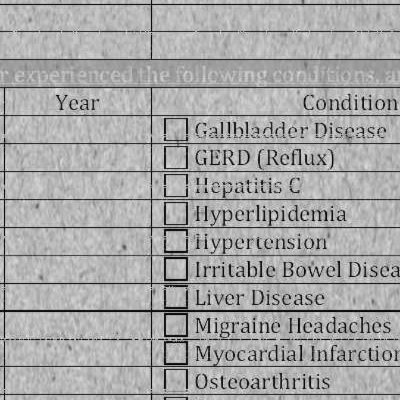 r experienced the following conditions, a
Year Condition
Gallbladder Disease
GERD (Reflux)
Hepatitis C
Hyperlipidemia
Hypertension
Irritable Bowel Disea
Liver Disease
Migraine Headaches
Myocardial Infarction
Osteoarthritis